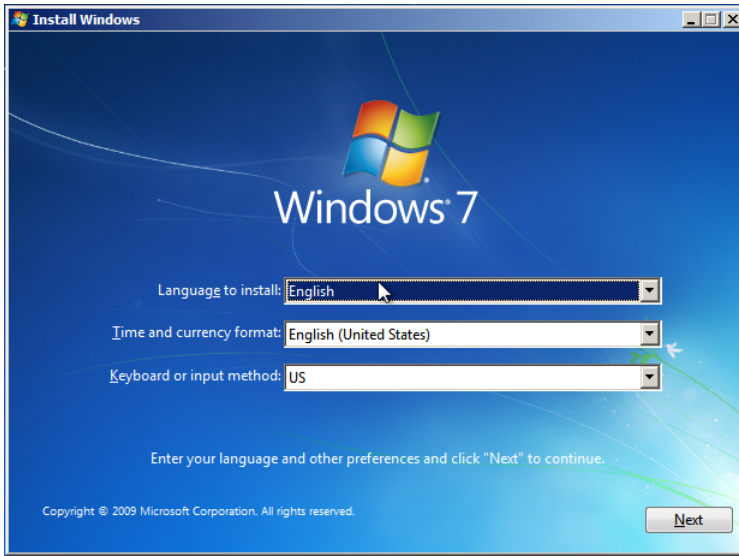 Install Windows
Windows 7
Language to install: English
Time and currency format: English (United States)
Keyboard or input method: US
Enter your language and other preferences and click "Next" to continue.
Copyright © 2009 Microsoft Corporation. All rights reserved.
Next